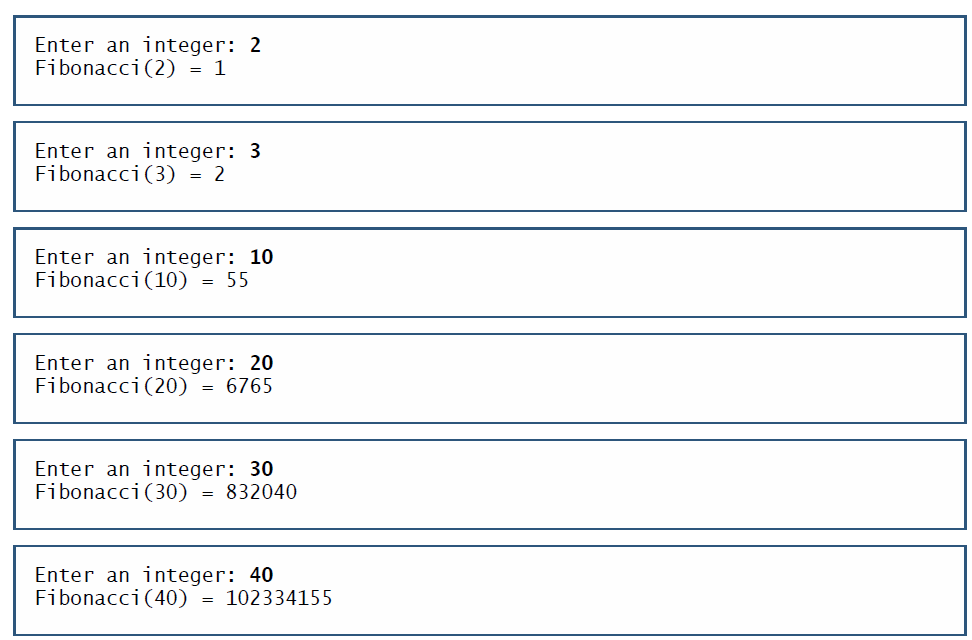 Enter an integer: 2
Fibonacci(2) = 1
Enter an integer: 3
Fibonacci(3) = 2
Enter an integer: 10
Fibonacci(10) = 55
Enter an integer: 20
Fibonacci(20) = 6765
Enter an integer: 30
Fibonacci(30) = 832040
Enter an integer: 40
Fibonacci(40) = 102334155